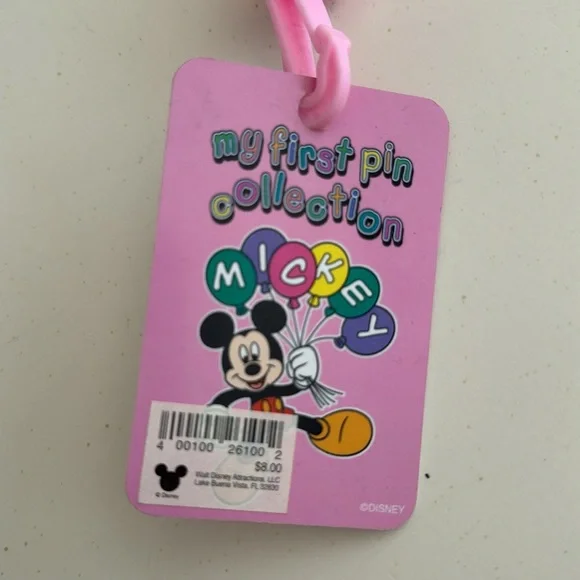 my first pin
collection
MICKEY
4 00100 26100 2
$8.00
Walt Disney Attractions, LLC
Lake Buena Vista, FL 32830
© Disney
©DISNEY